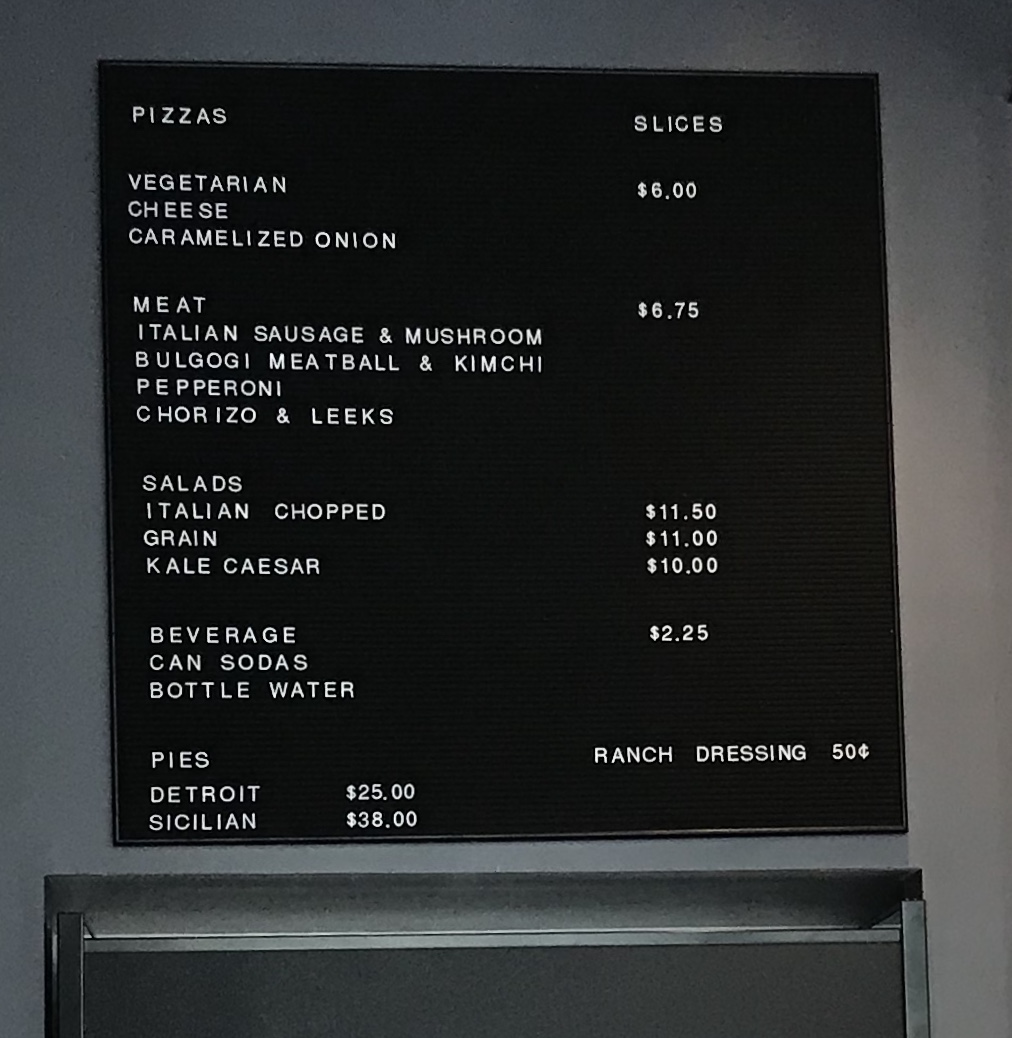 PIZZAS SLICES
VEGETARIAN $6.00
CHEESE
CARAMELIZED ONION
MEAT $6.75
ITALIAN SAUSAGE & MUSHROOM
BULGOGI MEATBALL & KIMCHI
PEPPERONI
CHORIZO & LEEKS
SALADS
ITALIAN CHOPPED $11.50
GRAIN $11.00
KALE CAESAR $10.00
BEVERAGE $2.25
CAN SODAS
BOTTLE WATER
PIES RANCH DRESSING 50¢
DETROIT $25.00
SICILIAN $38.00